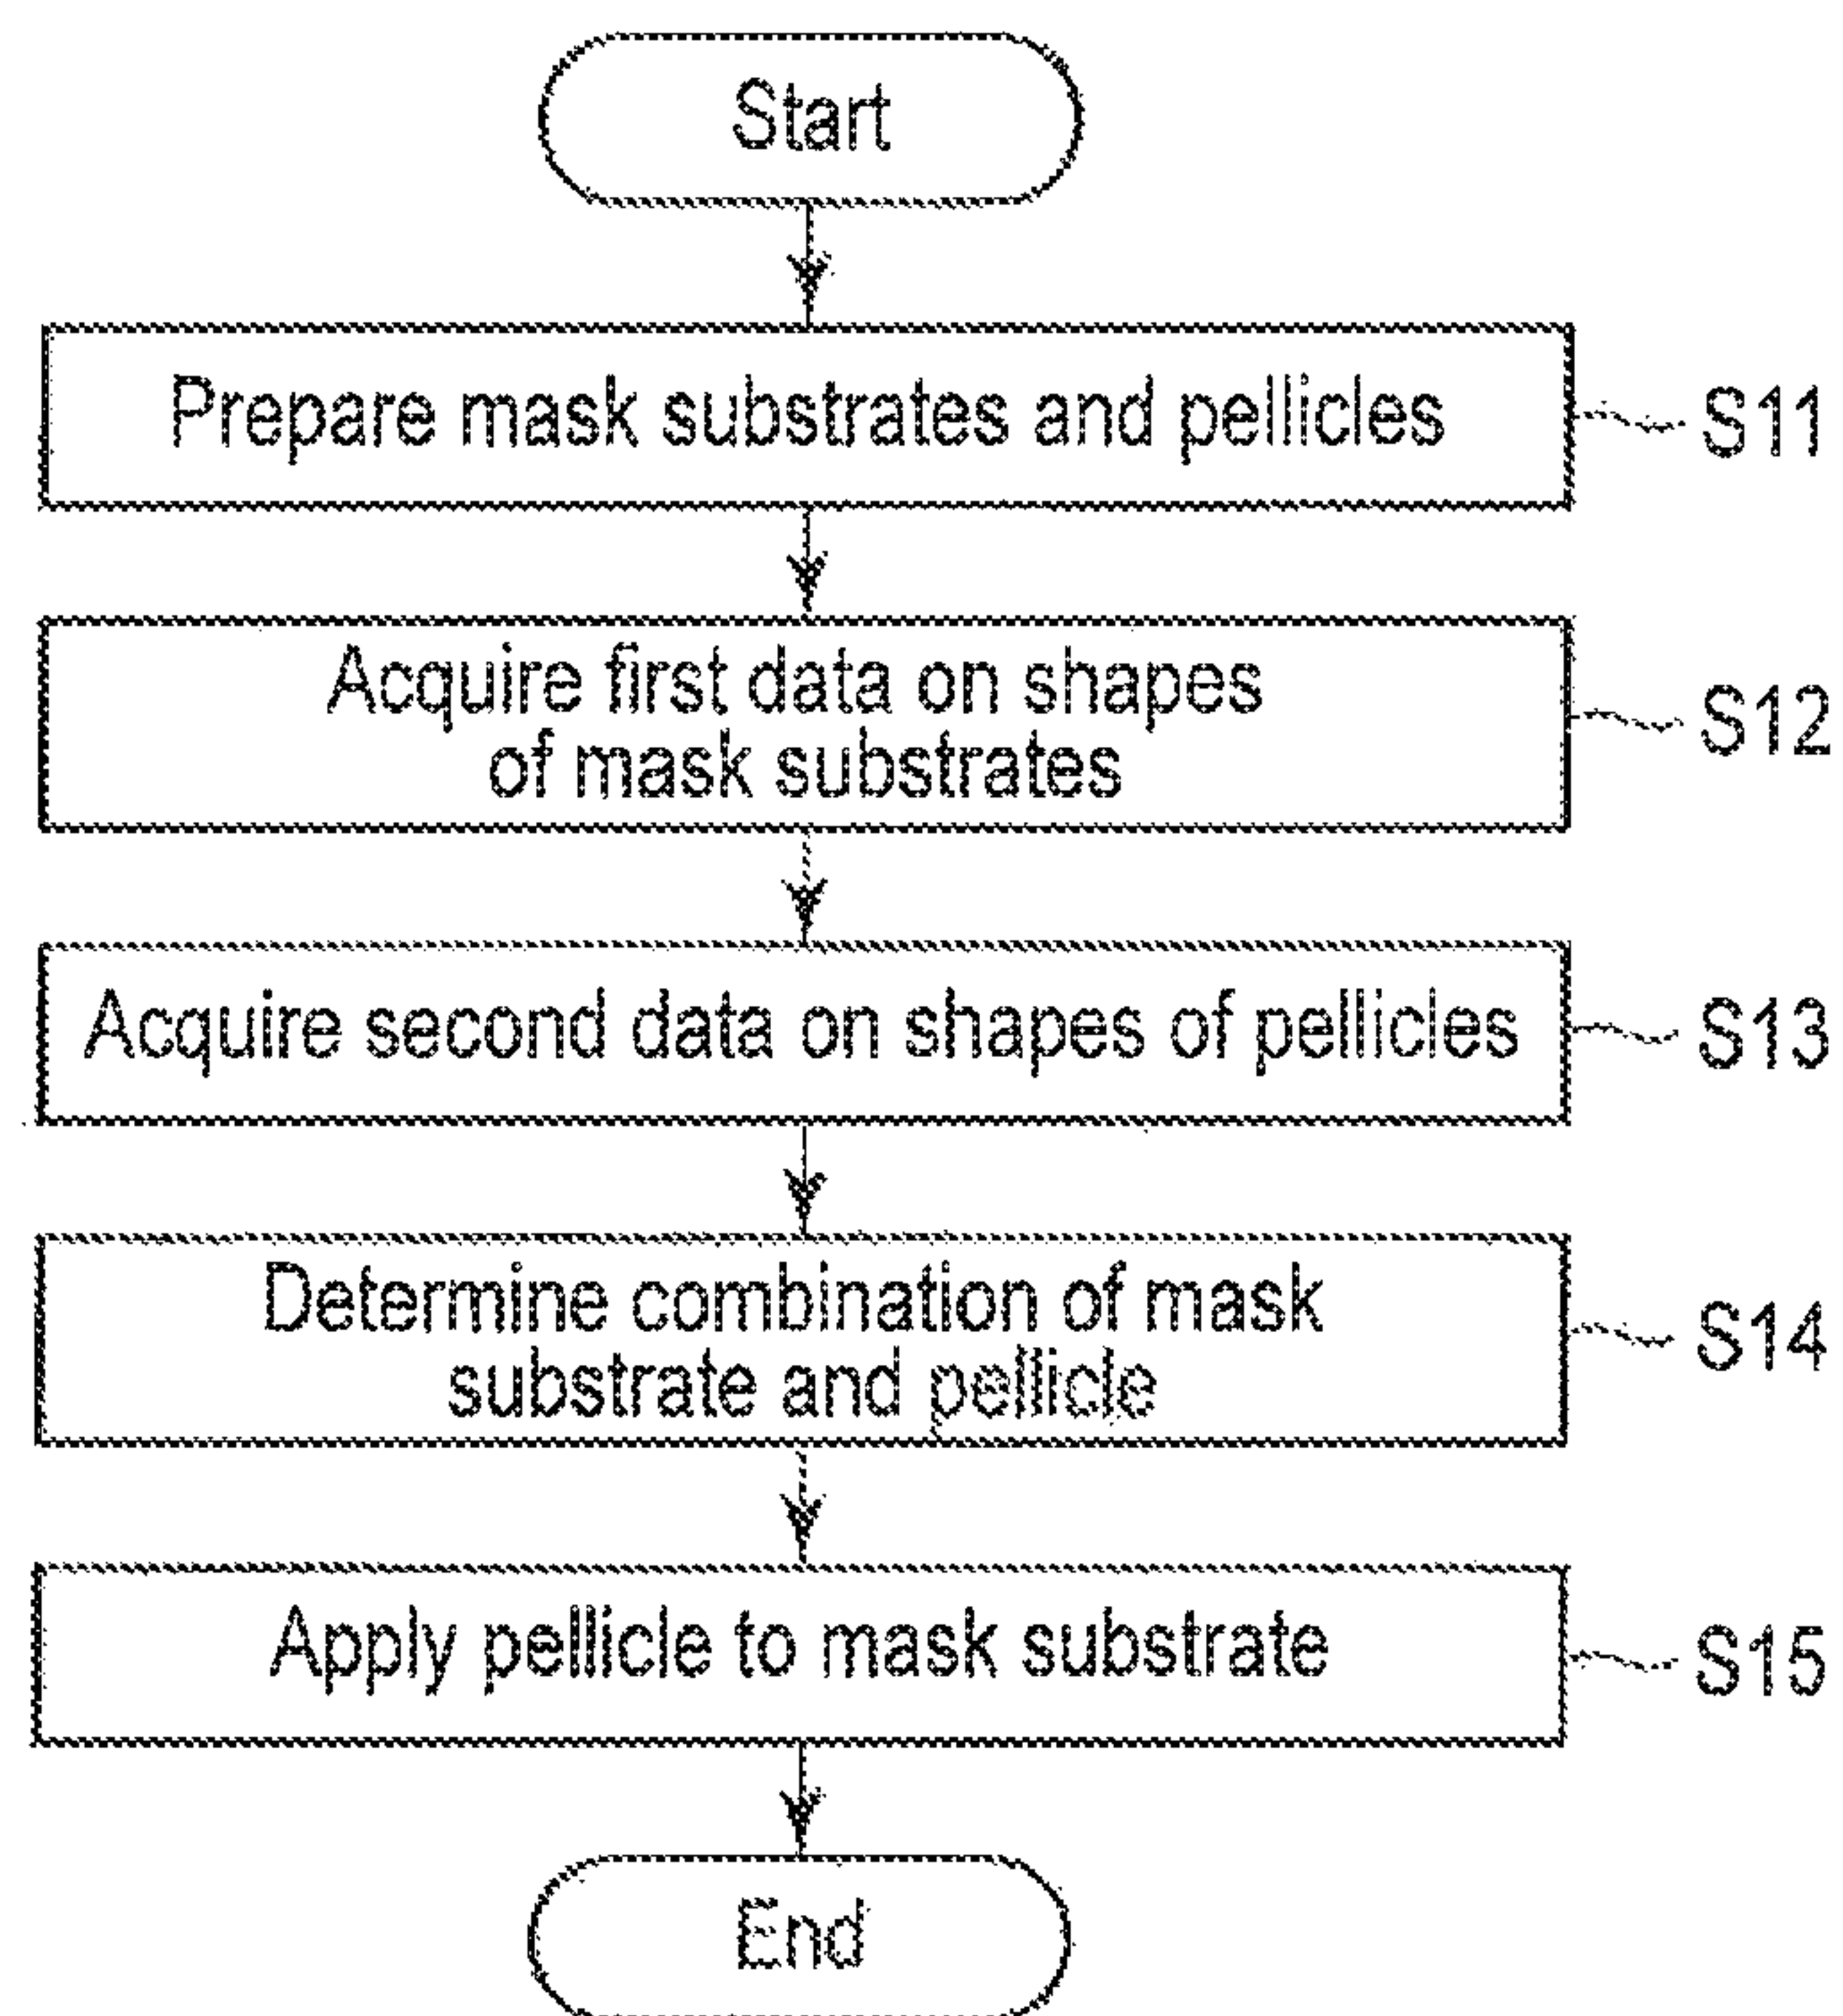 Start
Prepare mask substrates and pellicles
S11
Acquire first data on shapes
of mask substrates
S12
Acquire second data on shapes of pellicles
S13
Determine combination of mask
substrate and pellicle
S14
Apply pellicle to mask substrate
S15
End